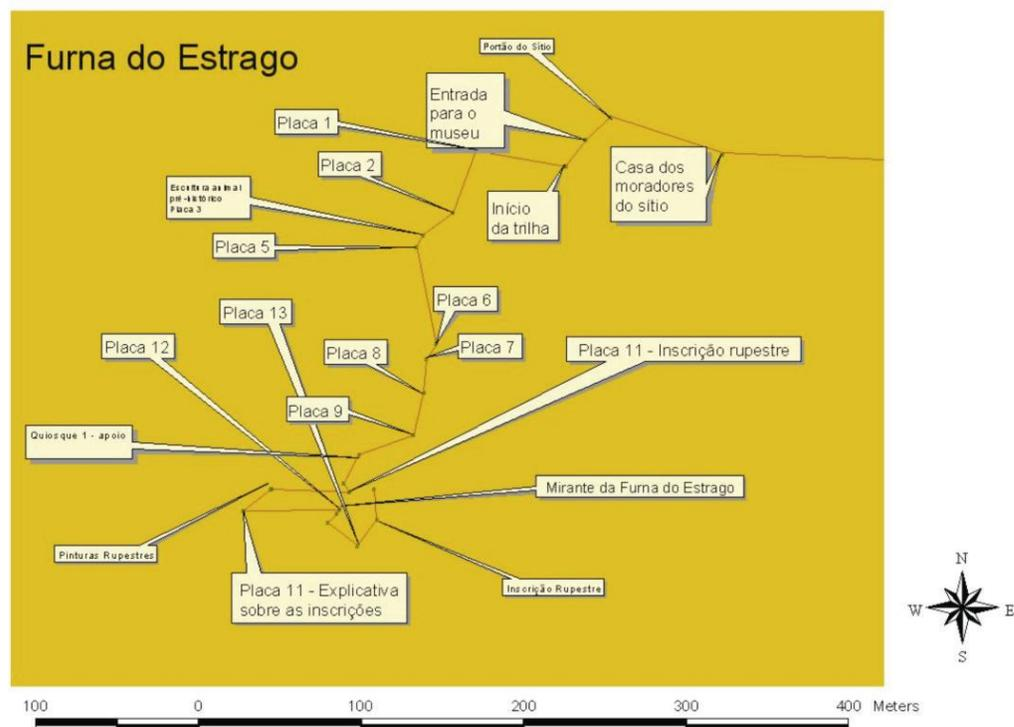 Furna do Estrago
Portão do Sítio
Entrada
para o
museu
Placa 1
Placa 2
Casa dos
moradores
do sítio
Escritura animal
pré-histórico
Placa 3
Início
da trilha
Placa 5
Placa 6
Placa 13
Placa 12
Placa 8
Placa 7
Placa 11 - Inscrição rupestre
Placa 9
Quiosque 1 - apoio
Mirante da Furna do Estrago
Pinturas Rupestres
Placa 11 - Explicativa
sobre as inscrições
Inscrição Rupestre
N
W
E
S
100
0
100
200
300
400 Meters